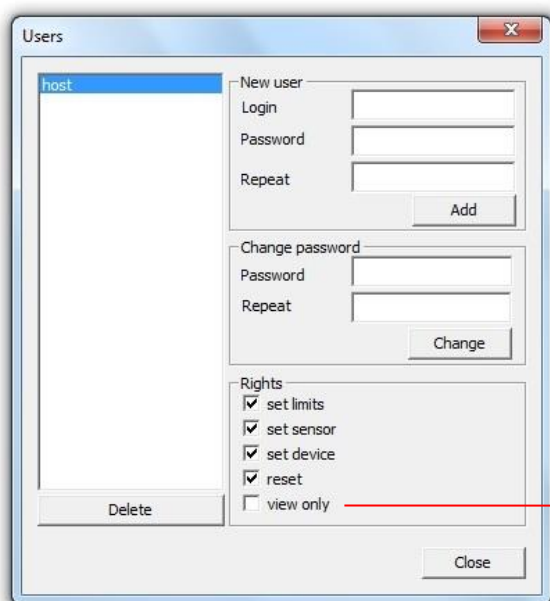 Users
host
New user
Login
Password
Repeat
Add
Change password
Password
Repeat
Change
Rights
set limits
set sensor
set device
reset
view only
Delete
Close